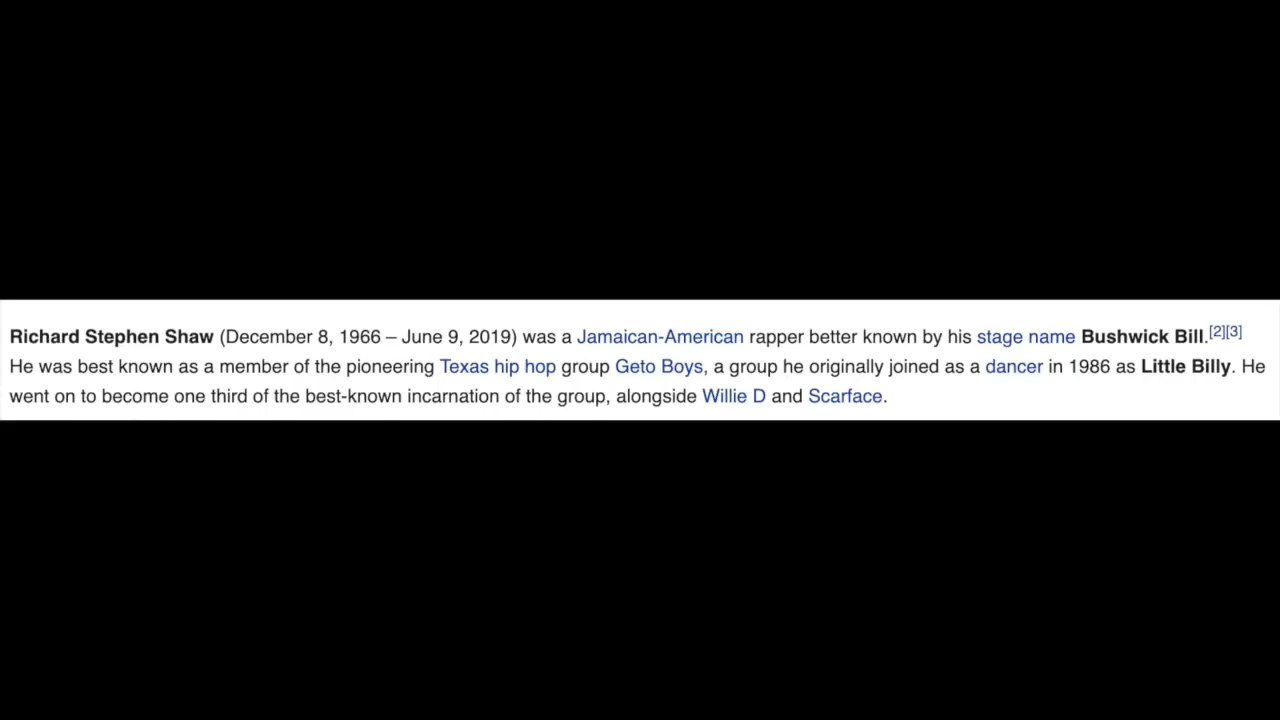 Richard Stephen Shaw (December 8, 1966 – June 9, 2019) was a Jamaican-American rapper better known by his stage name Bushwick Bill.[2][3]
He was best known as a member of the pioneering Texas hip hop group Geto Boys, a group he originally joined as a dancer in 1986 as Little Billy. He
went on to become one third of the best-known incarnation of the group, alongside Willie D and Scarface.